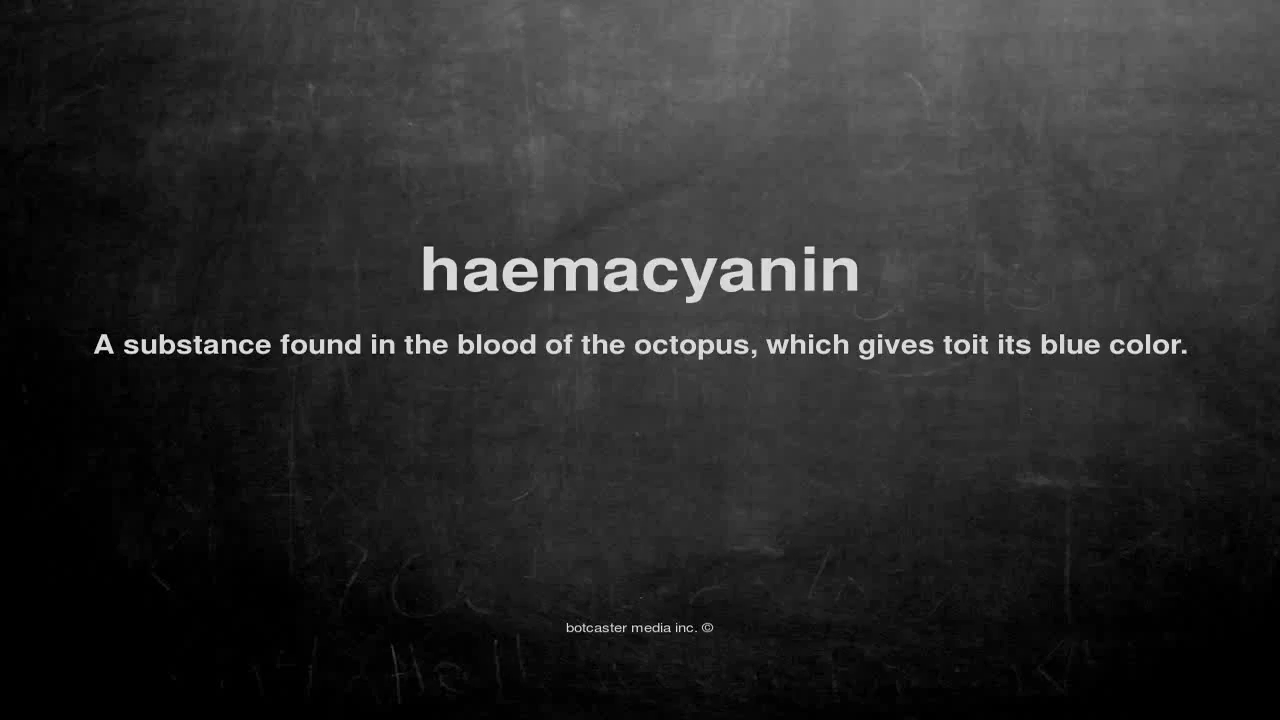 haemacyanin
A substance found in the blood of the octopus, which gives toit its blue color.
botcaster media inc. ©